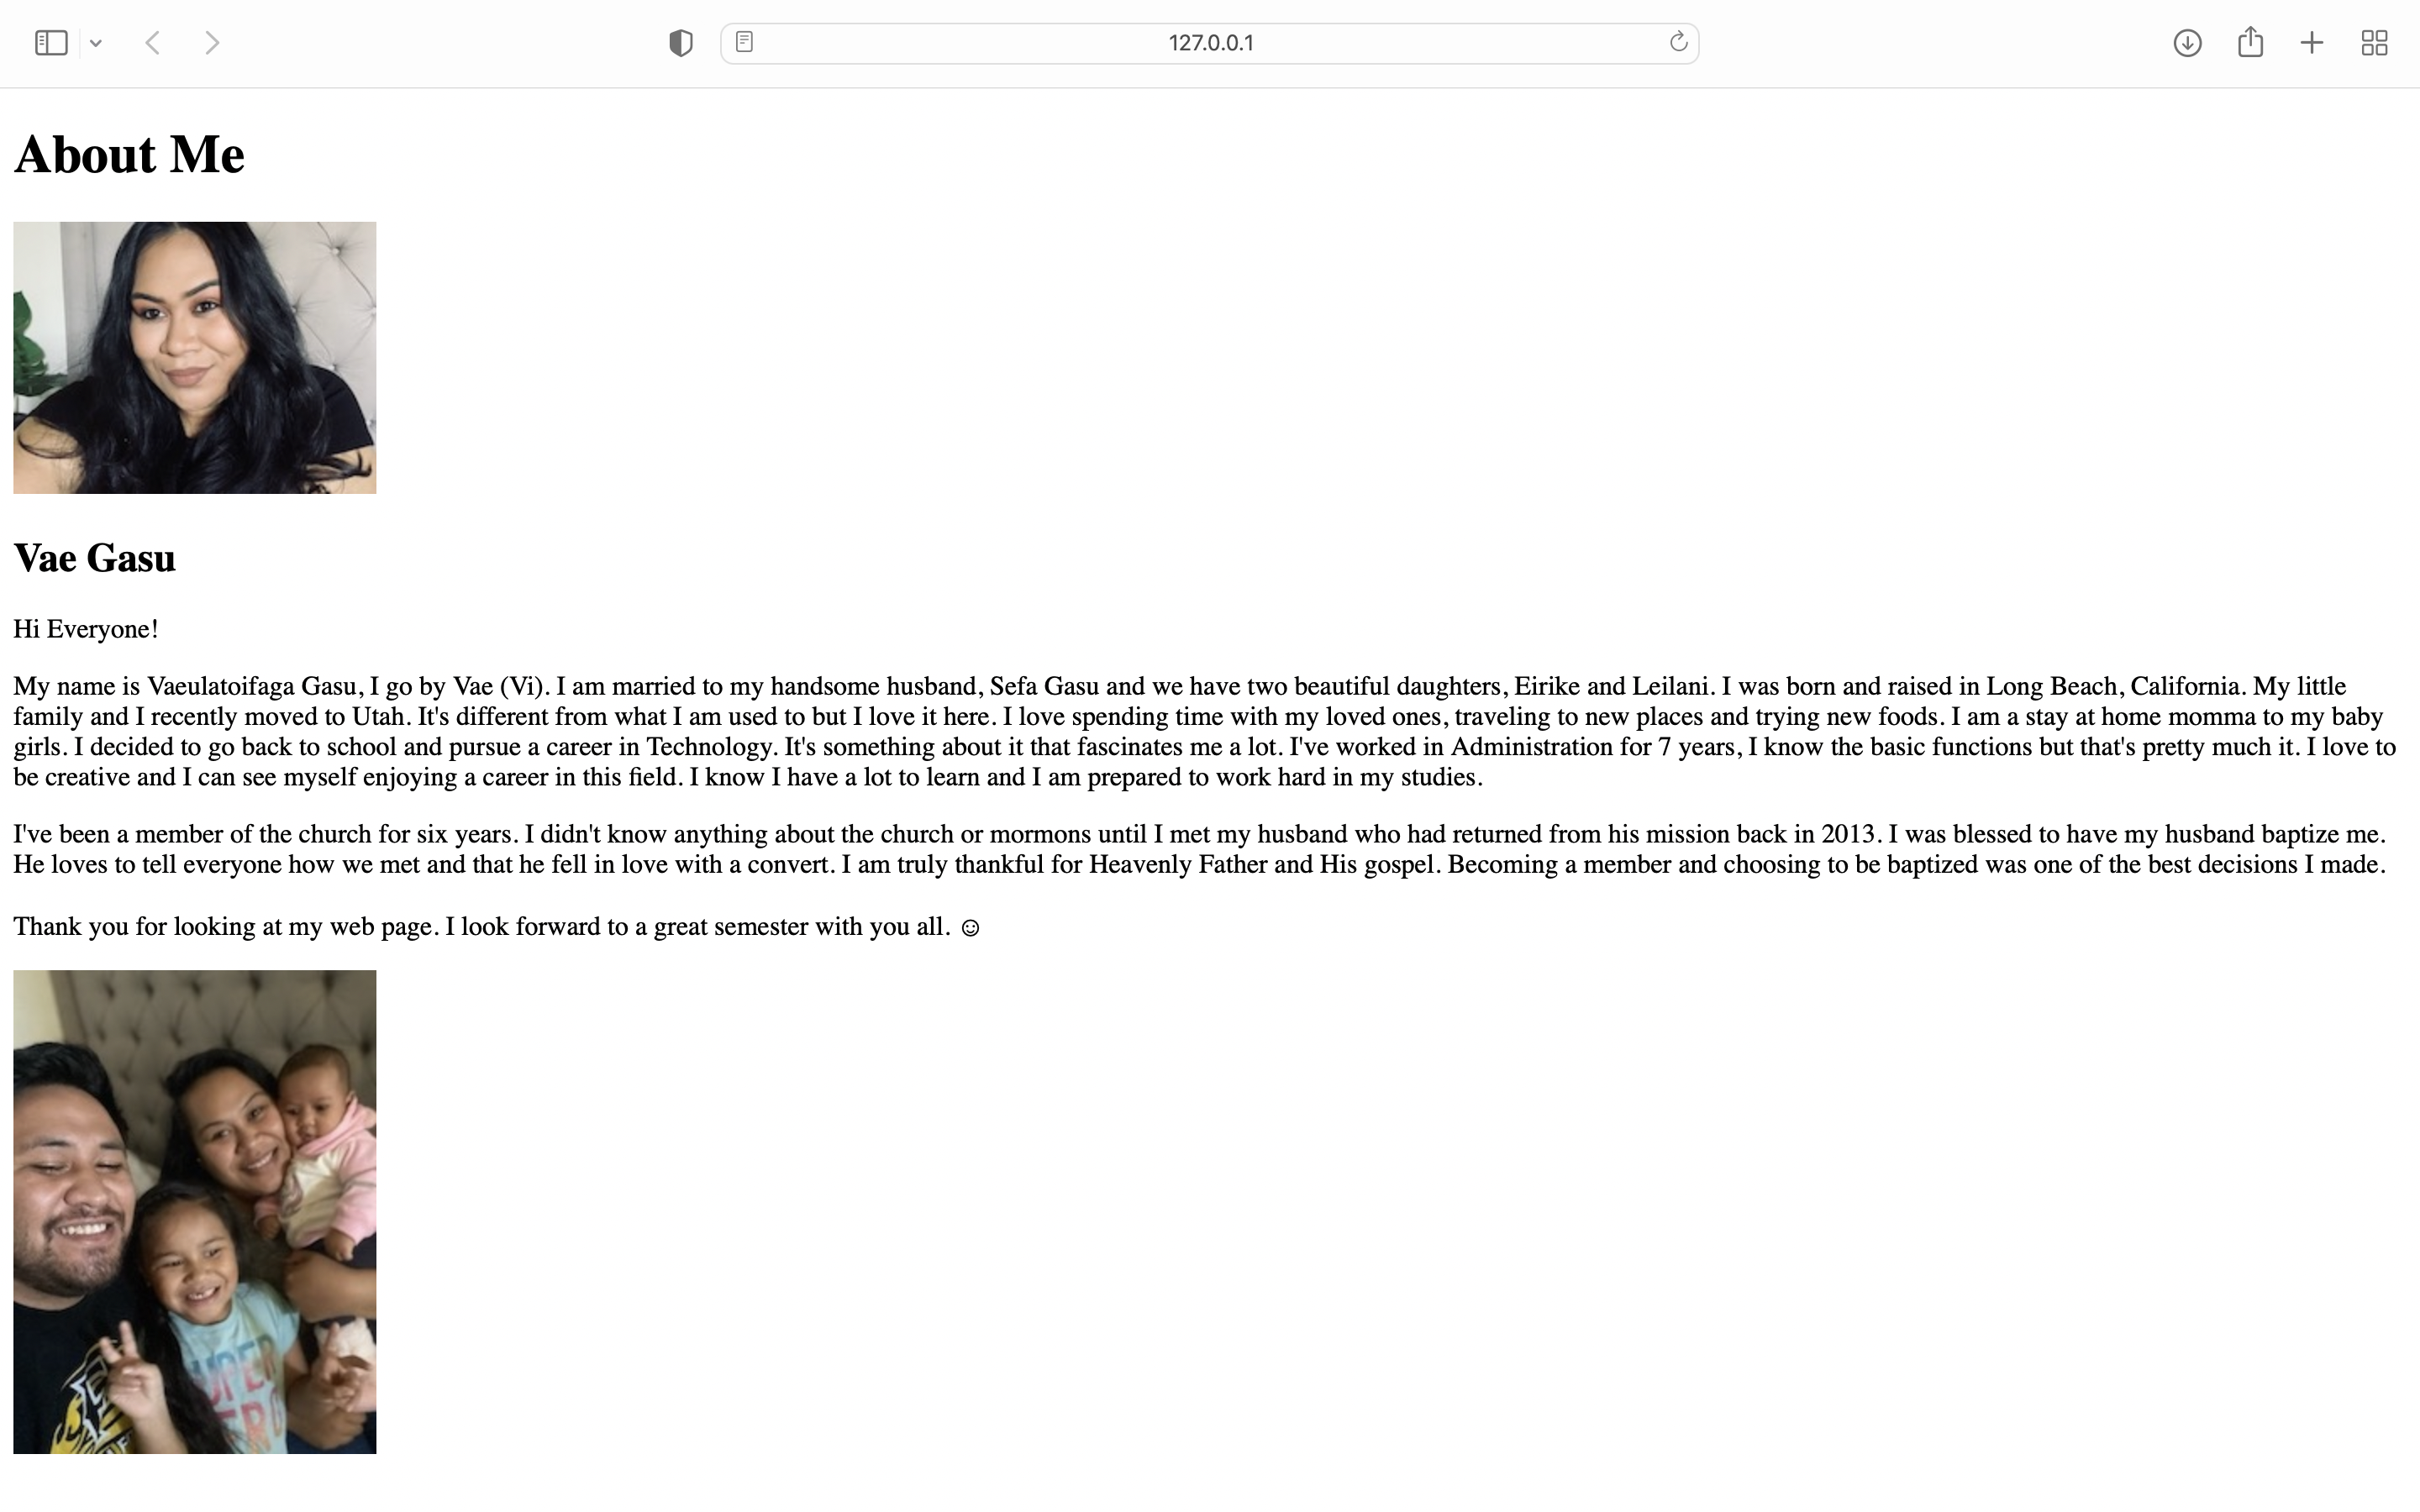 127.0.0.1
About Me
Vae Gasu
Hi Everyone!
My name is Vaeulatoifaga Gasu, I go by Vae (Vi). I am married to my handsome husband, Sefa Gasu and we have two beautiful daughters, Eirike and Leilani. I was born and raised in Long Beach, California. My little
family and I recently moved to Utah. It's different from what I am used to but I love it here. I love spending time with my loved ones, traveling to new places and trying new foods. I am a stay at home momma to my baby
girls. I decided to go back to school and pursue a career in Technology. It's something about it that fascinates me a lot. I've worked in Administration for 7 years, I know the basic functions but that's pretty much it. I love to
be creative and I can see myself enjoying a career in this field. I know I have a lot to learn and I am prepared to work hard in my studies.
I've been a member of the church for six years. I didn't know anything about the church or mormons until I met my husband who had returned from his mission back in 2013. I was blessed to have my husband baptize me.
He loves to tell everyone how we met and that he fell in love with a convert. I am truly thankful for Heavenly Father and His gospel. Becoming a member and choosing to be baptized was one of the best decisions I made.
Thank you for looking at my web page. I look forward to a great semester with you all. ☺